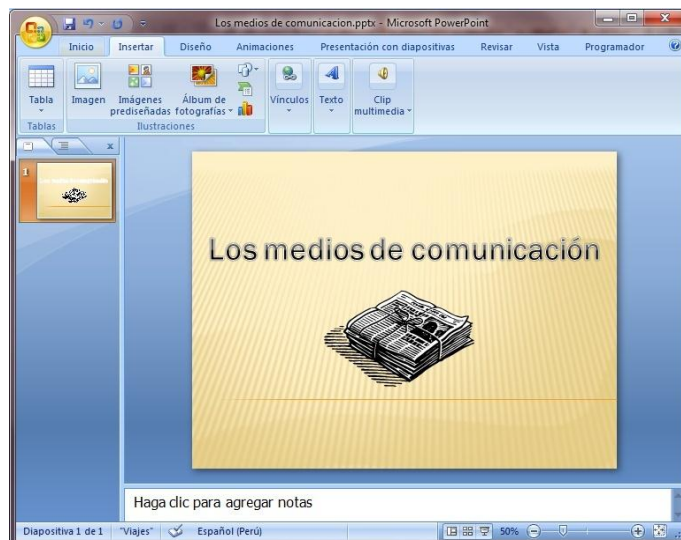 Los medios de comunicacion.pptx - Microsoft PowerPoint
Inicio Insertar Diseño Animaciones Presentación con diapositivas Revisar Vista Programador
Tabla Imagen Imágenes prediseñadas Álbum de fotografías Vínculos Texto Clip multimedia
Tablas Ilustraciones
1
Los medios de comunicación
Haga clic para agregar notas
Diapositiva 1 de 1 "Viajes" Español (Perú) 50%